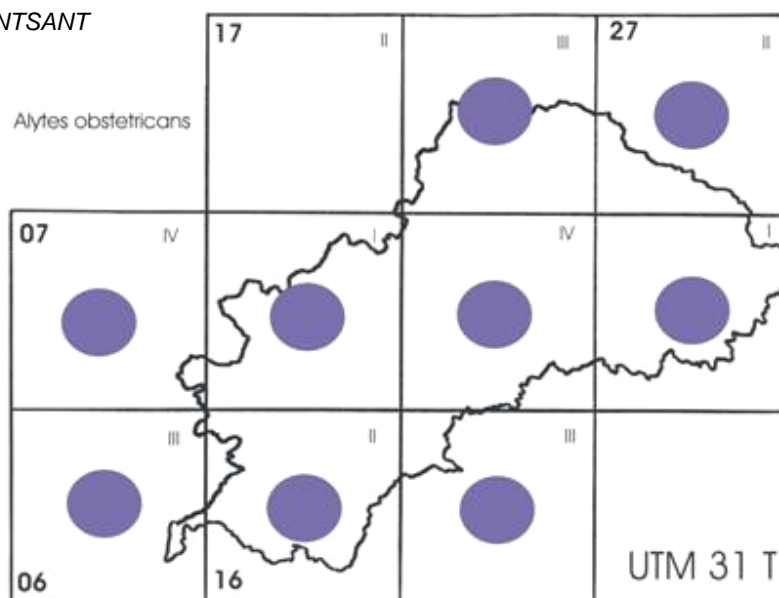 NTSANT
17 II III 27 II
Alytes obstetricans
07 IV I IV I
III II III
06 16 UTM 31 T